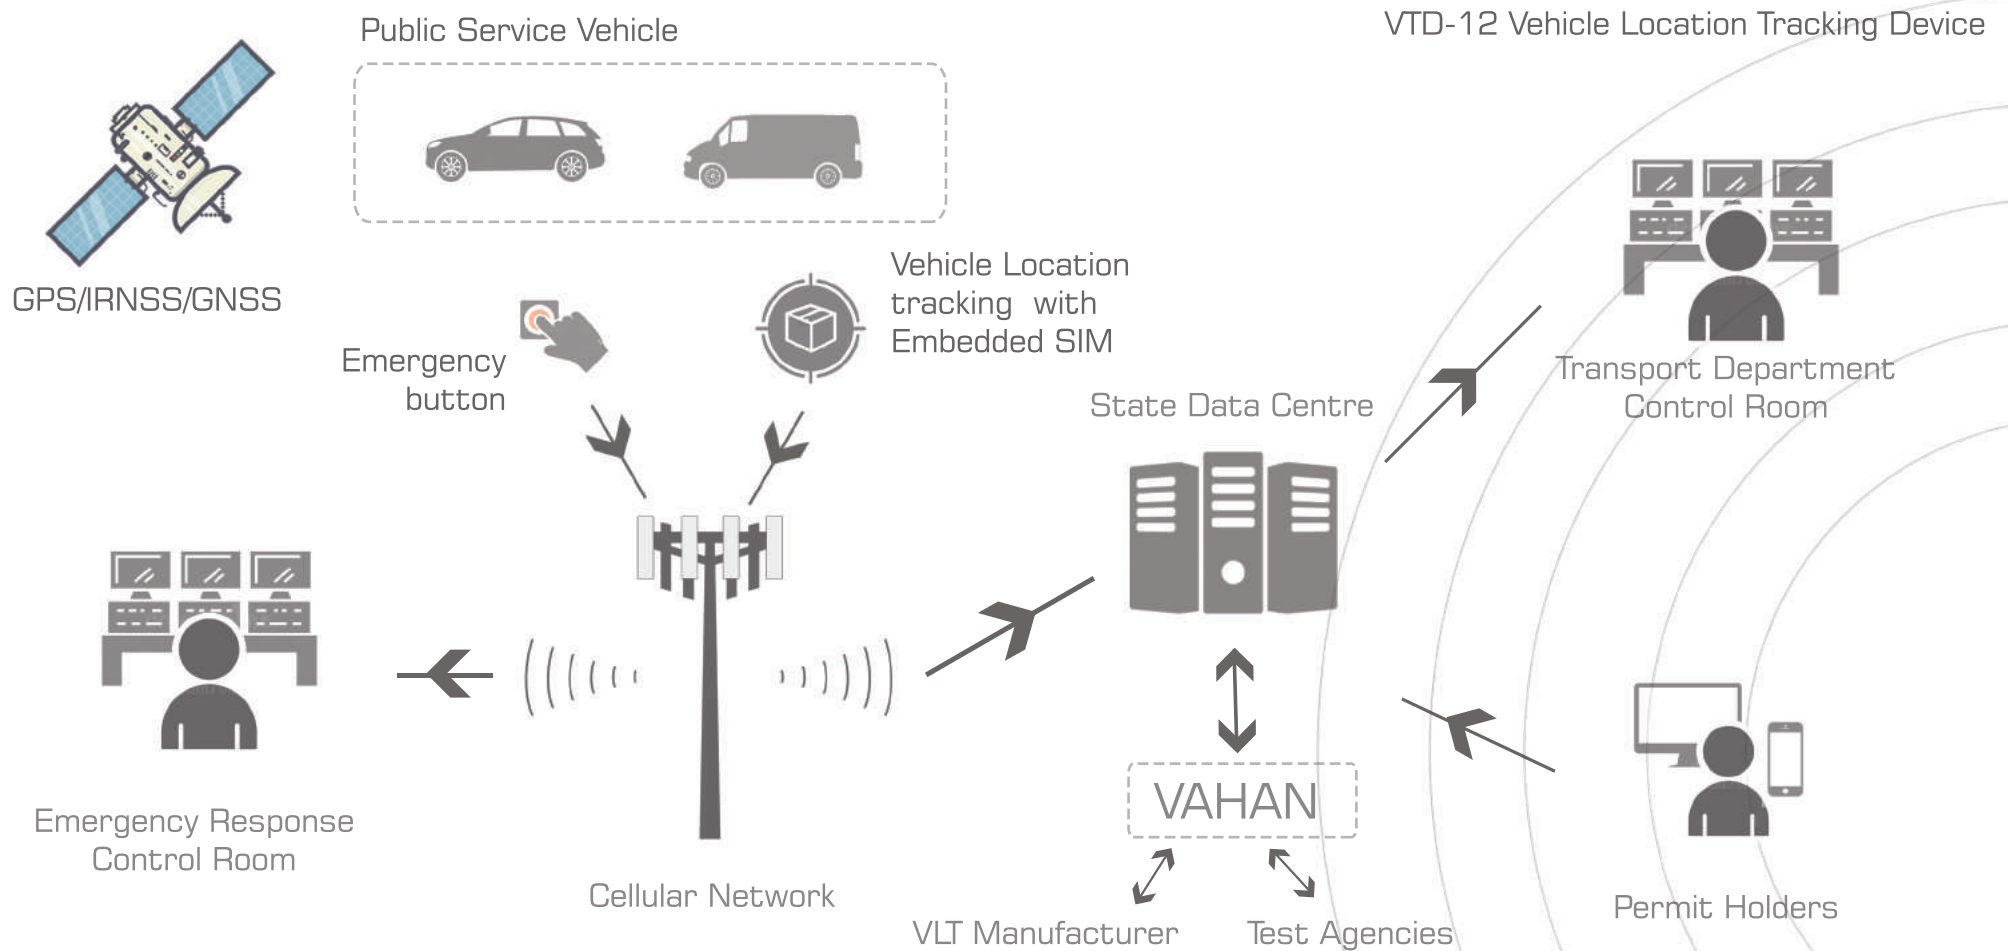 Public Service Vehicle
VTD-12 Vehicle Location Tracking Device
GPS/IRNSS/GNSS
Vehicle Location
tracking with
Embedded SIM
Emergency
button
Transport Department
Control Room
State Data Centre
VAHAN
Emergency Response
Control Room
Cellular Network
VLT Manufacturer
Test Agencies
Permit Holders